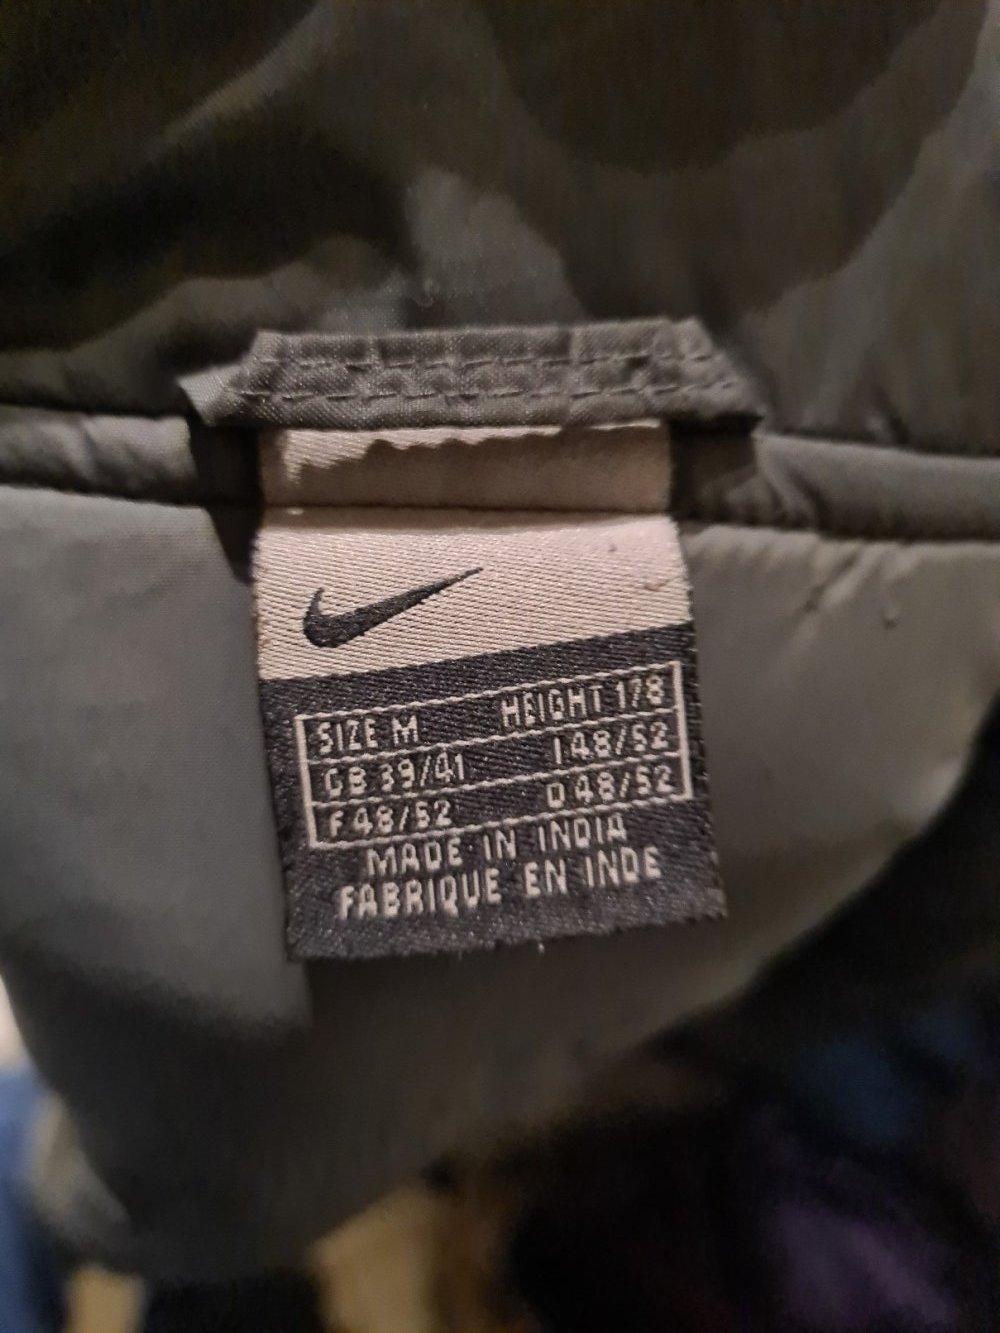 SIZE M HEIGHT 178
GB 39/41 I 48/52
F 48/52 D 48/52
MADE IN INDIA
FABRIQUE EN INDE